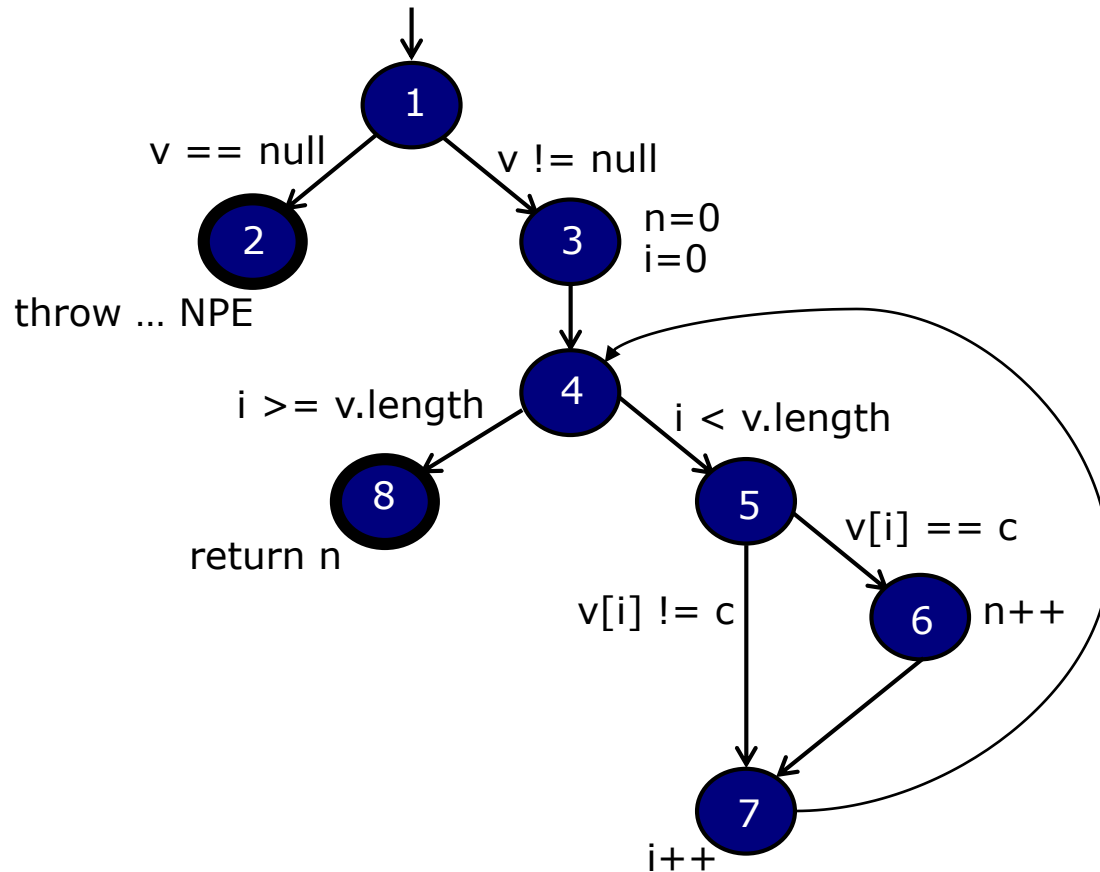 1
v == null
v != null
2
3
n=0
i=0
throw ... NPE
4
i >= v.length
i < v.length
8
5
return n
v[i] == c
v[i] != c
6
n++
7
i++